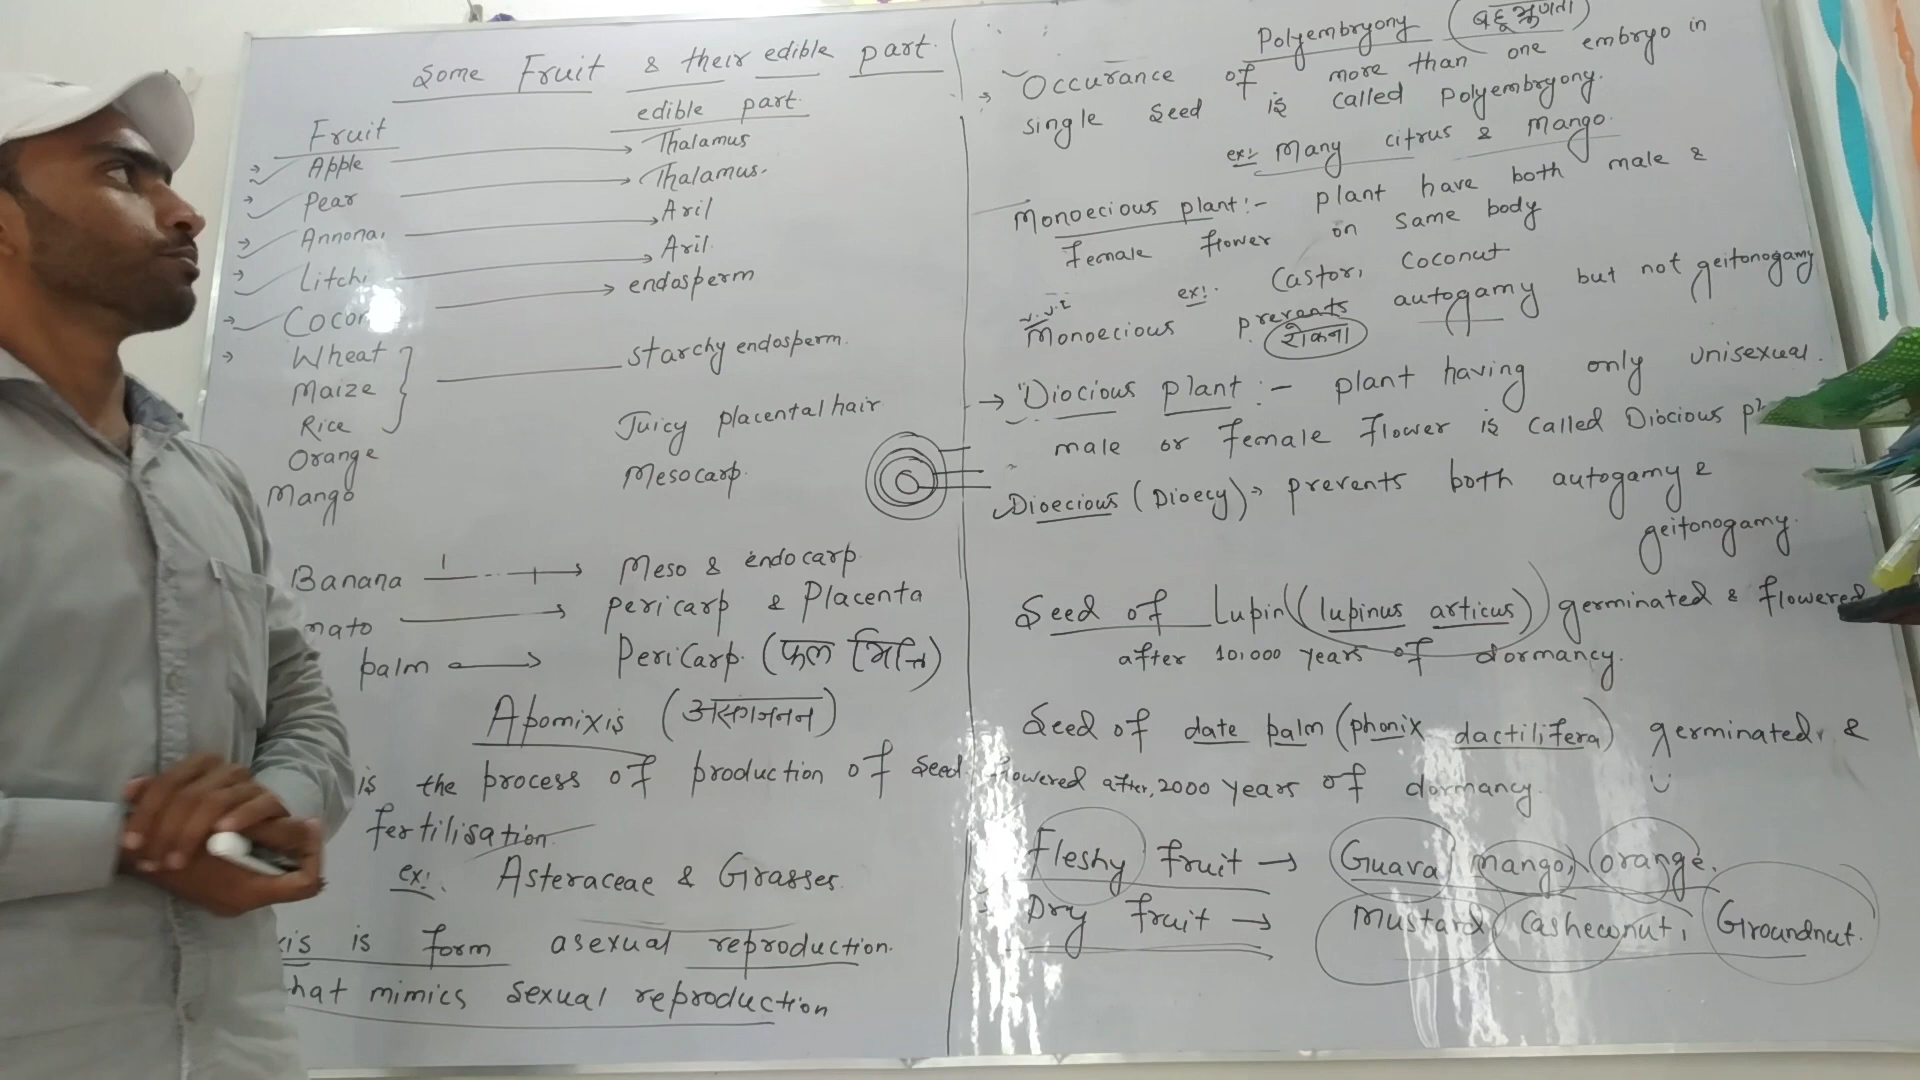 Some Fruit & their edible part.
Fruit
edible part.
Apple
Thalamus
Pear
Thalamus.
Annona
Aril
Litchi
Aril.
Cocon
endosperm
Wheat
Maize
Rice
starchy endosperm.
Orange
Juicy placental hair
Mango
Mesocarp.
Banana
Meso & endocarp.
mato
Pericarp & Placenta
palm
Pericarp. (फल भित्ति)
Apomixis (असंगजनन)
is the process of production of seed
fertilisation
ex:. Asteraceae & Grasses.
xis is form asexual reproduction.
hat mimics sexual reproduction
Polyembryony (बहुभ्रूणता)
Occurance of more than one embryo in
single seed is called polyembryony.
ex:- Many citrus & Mango.
Monoecious plant:- plant have both male &
Female flower on same body
ex:. Castor, coconut
v.v.I
Monoecious prevents autogamy but not geitonogamy
रोकना
Diocious plant :- plant having only unisexual.
male or Female Flower is called Diocious pl
Dioecious (Dioecy) → prevents both autogamy &
geitonogamy.
Seed of Lupin (lupinus articus) germinated & flowered
after 10,000 years of dormancy.
Seed of date palm (phonix dactilifera) germinated &
flowered after, 2000 years of dormancy.
Fleshy fruit → Guava, mango, orange.
Dry fruit → Mustard, Cashewnut, Groundnut.